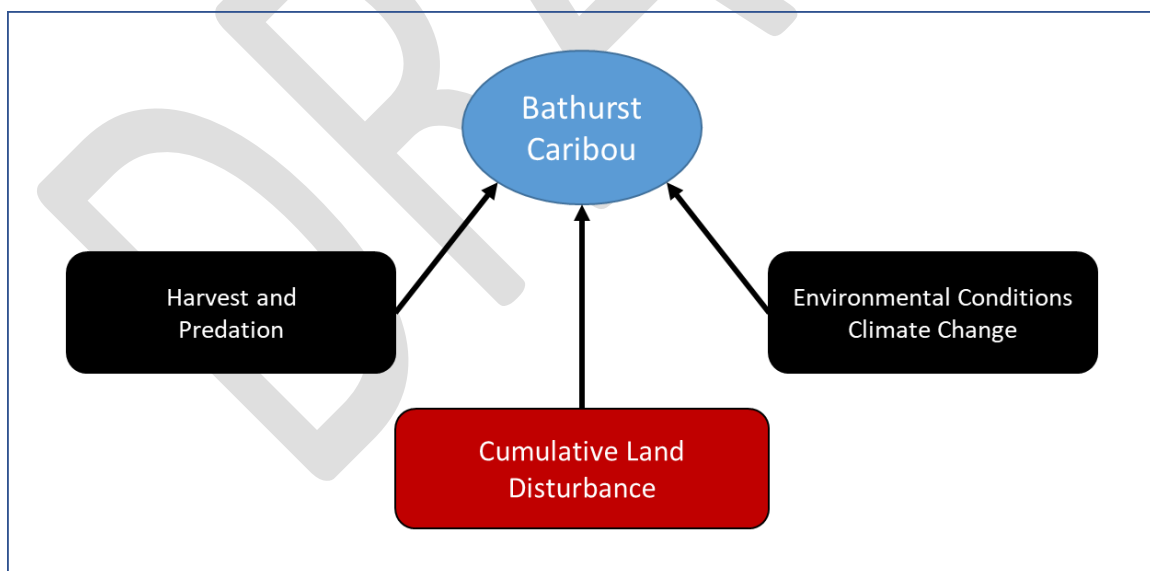 Bathurst
Caribou
Harvest and
Predation
Environmental Conditions
Climate Change
Cumulative Land
Disturbance